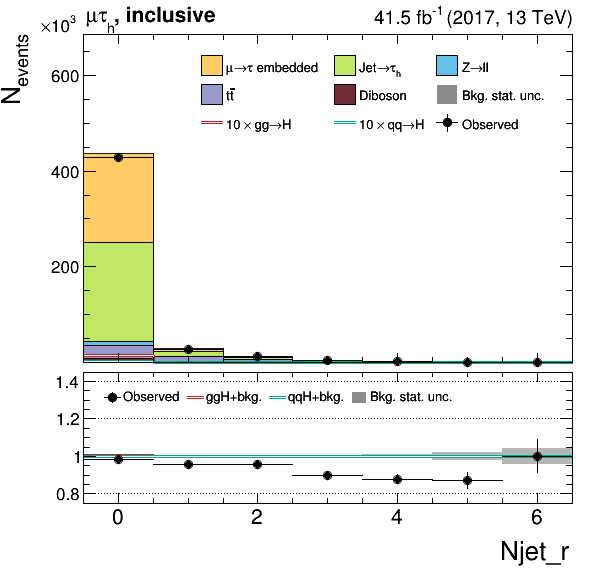 μτh, inclusive 41.5 fb-1 (2017, 13 TeV)
×10³
Nevents
600
400
200
μ→τ embedded Jet→τh Z→ll
tt̄ Diboson Bkg. stat. unc.
10 × gg→H 10 × qq→H Observed
1.4
1.2
1
0.8
Observed ggH+bkg. qqH+bkg. Bkg. stat. unc.
0 2 4 6
Njet_r